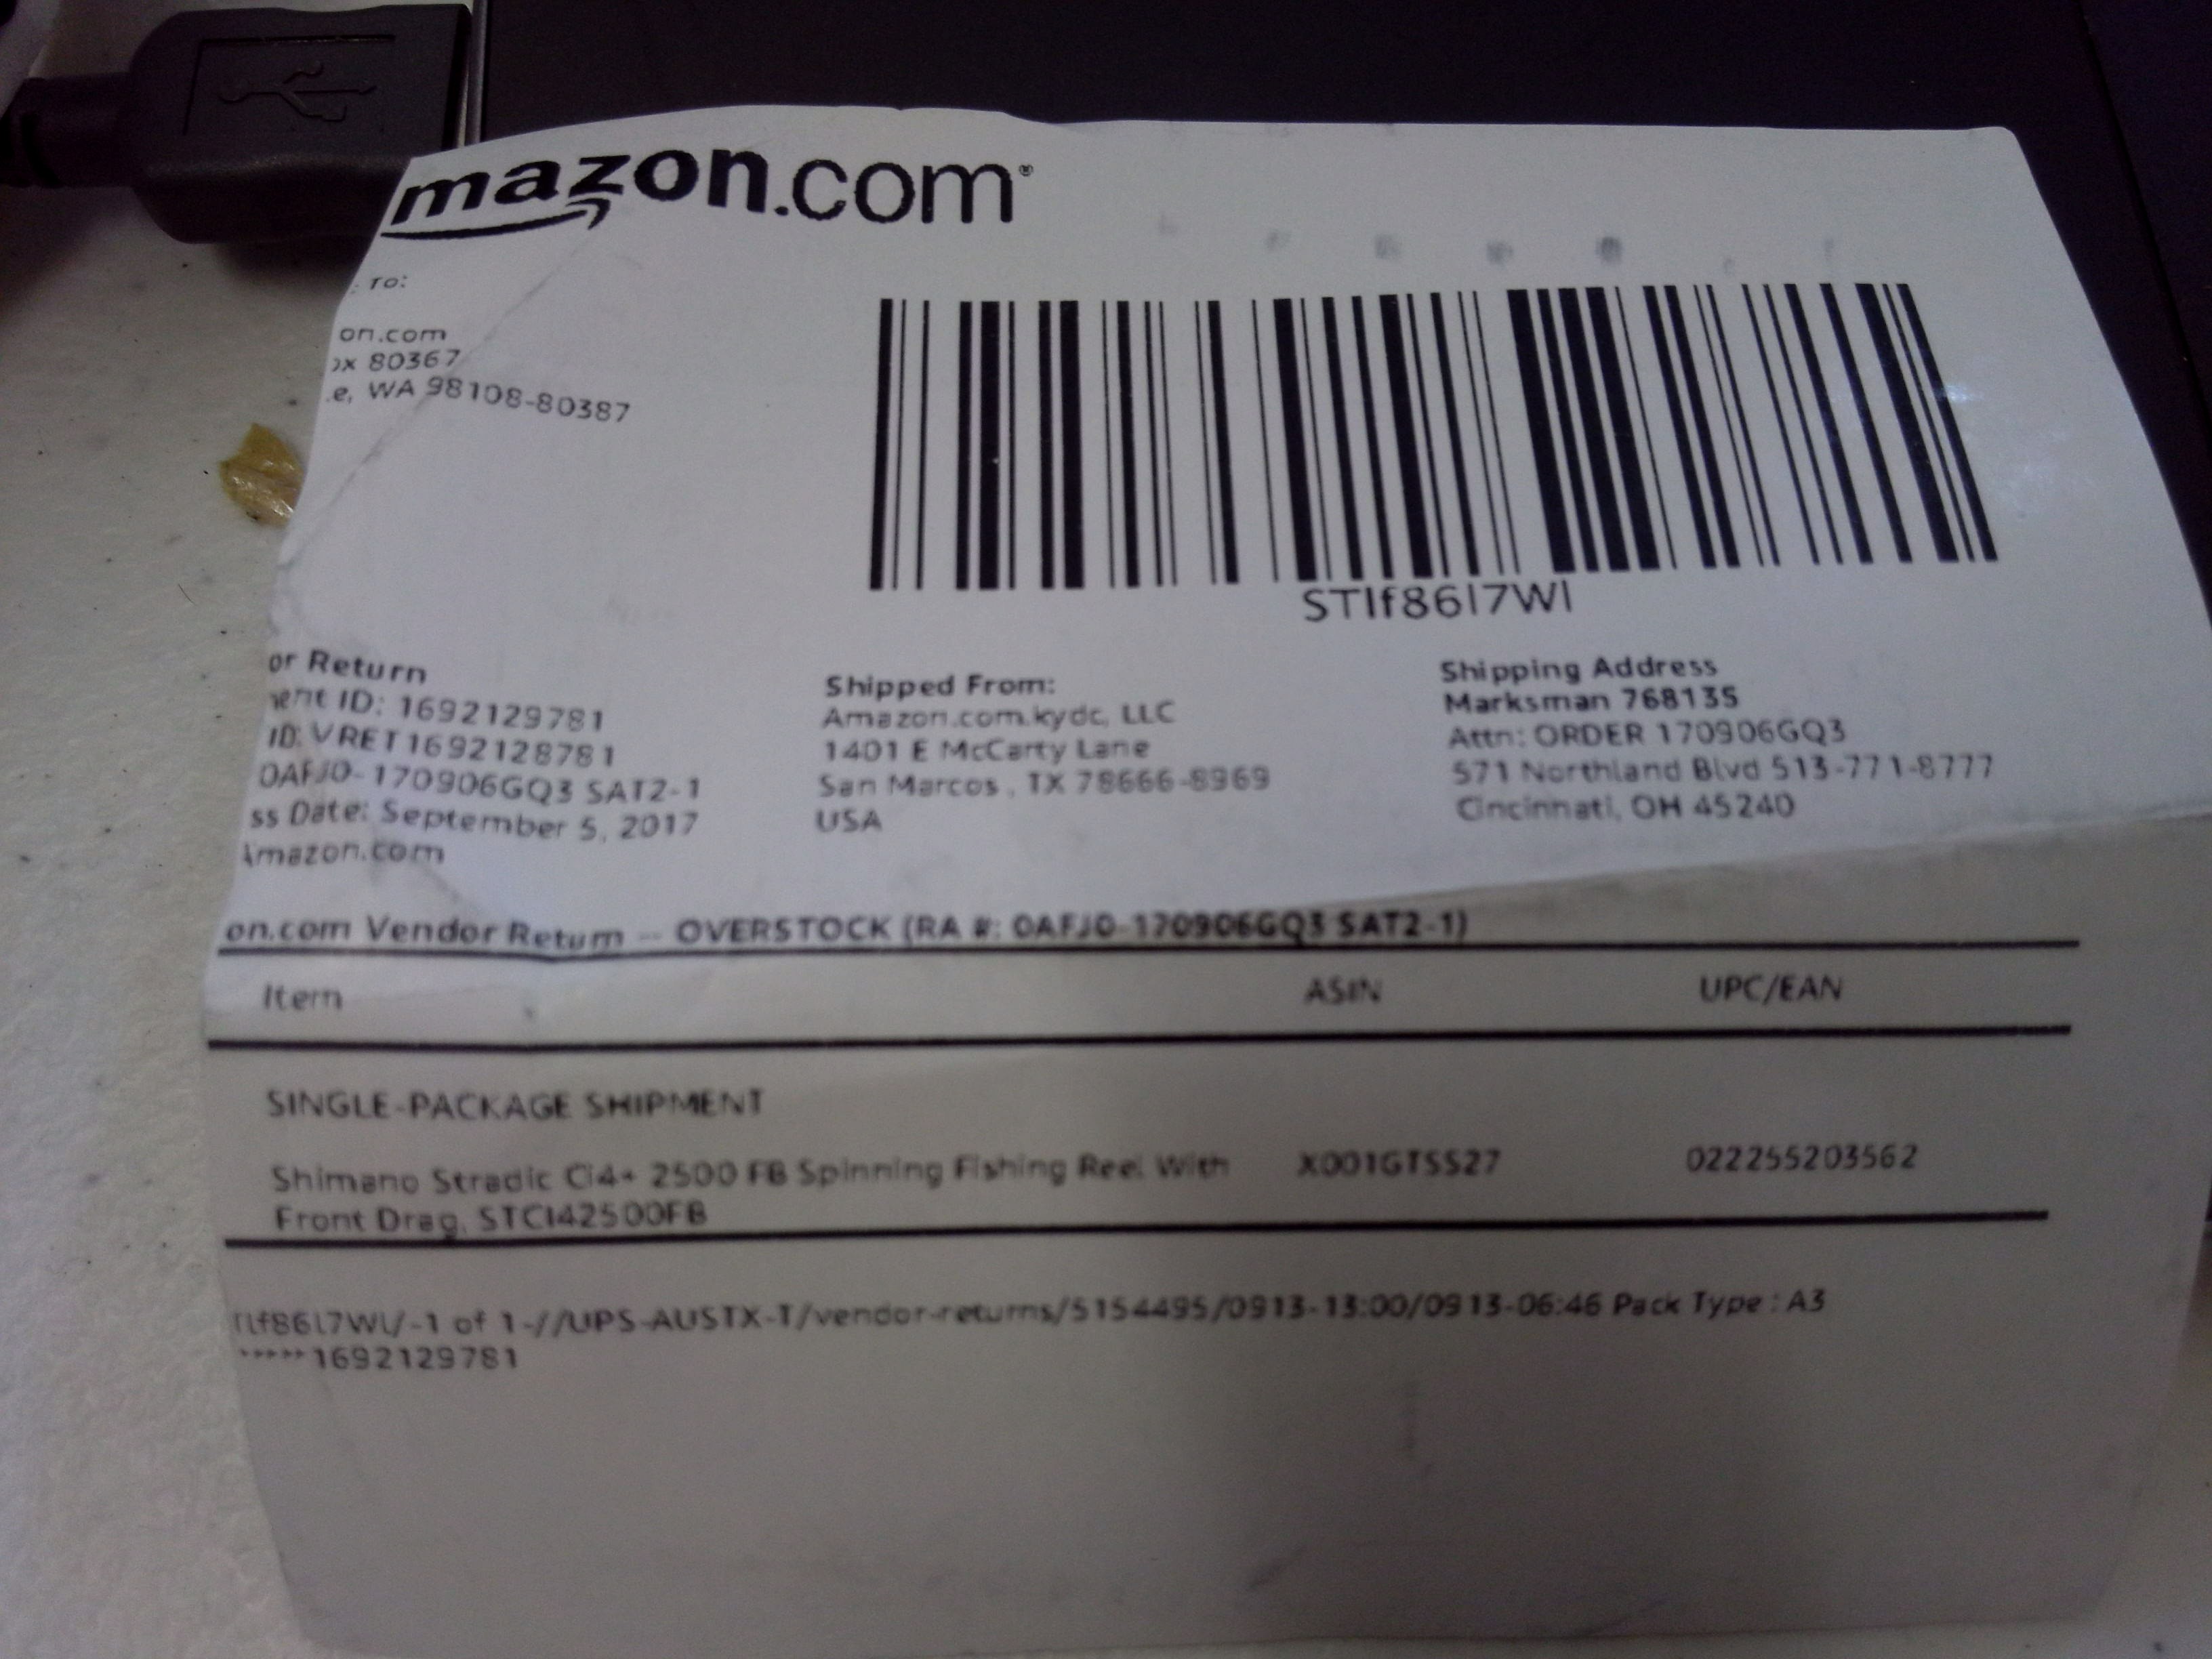 mazon.com
To:
on.com
ox 80367
e, WA 98108-80387
STIf86l7Wl
or Return
ent ID: 1692129781
ID: VRET1692128781
0AFJ0-170906GQ3 SAT2-1
ss Date: September 5, 2017
Amazon.com
Shipped From:
Amazon.com.kydc, LLC
1401 E McCarty Lane
San Marcos , TX 78666-8969
USA
Shipping Address
Marksman 768135
Attn: ORDER 170906GQ3
571 Northland Blvd 513-771-8777
Cincinnati, OH 45240
on.com Vendor Return -- OVERSTOCK (RA #: 0AFJ0-170906GQ3 SAT2-1)
Item ASIN UPC/EAN
SINGLE-PACKAGE SHIPMENT
Shimano Stradic Ci4+ 2500 FB Spinning Fishing Reel With X001GTSS27 022255203562
Front Drag, STCI42500FB
TIf86l7Wl/-1 of 1-//UPS-AUSTX-T/vendor-returns/5154495/0913-13:00/0913-06:46 Pack Type : A3
*****1692129781